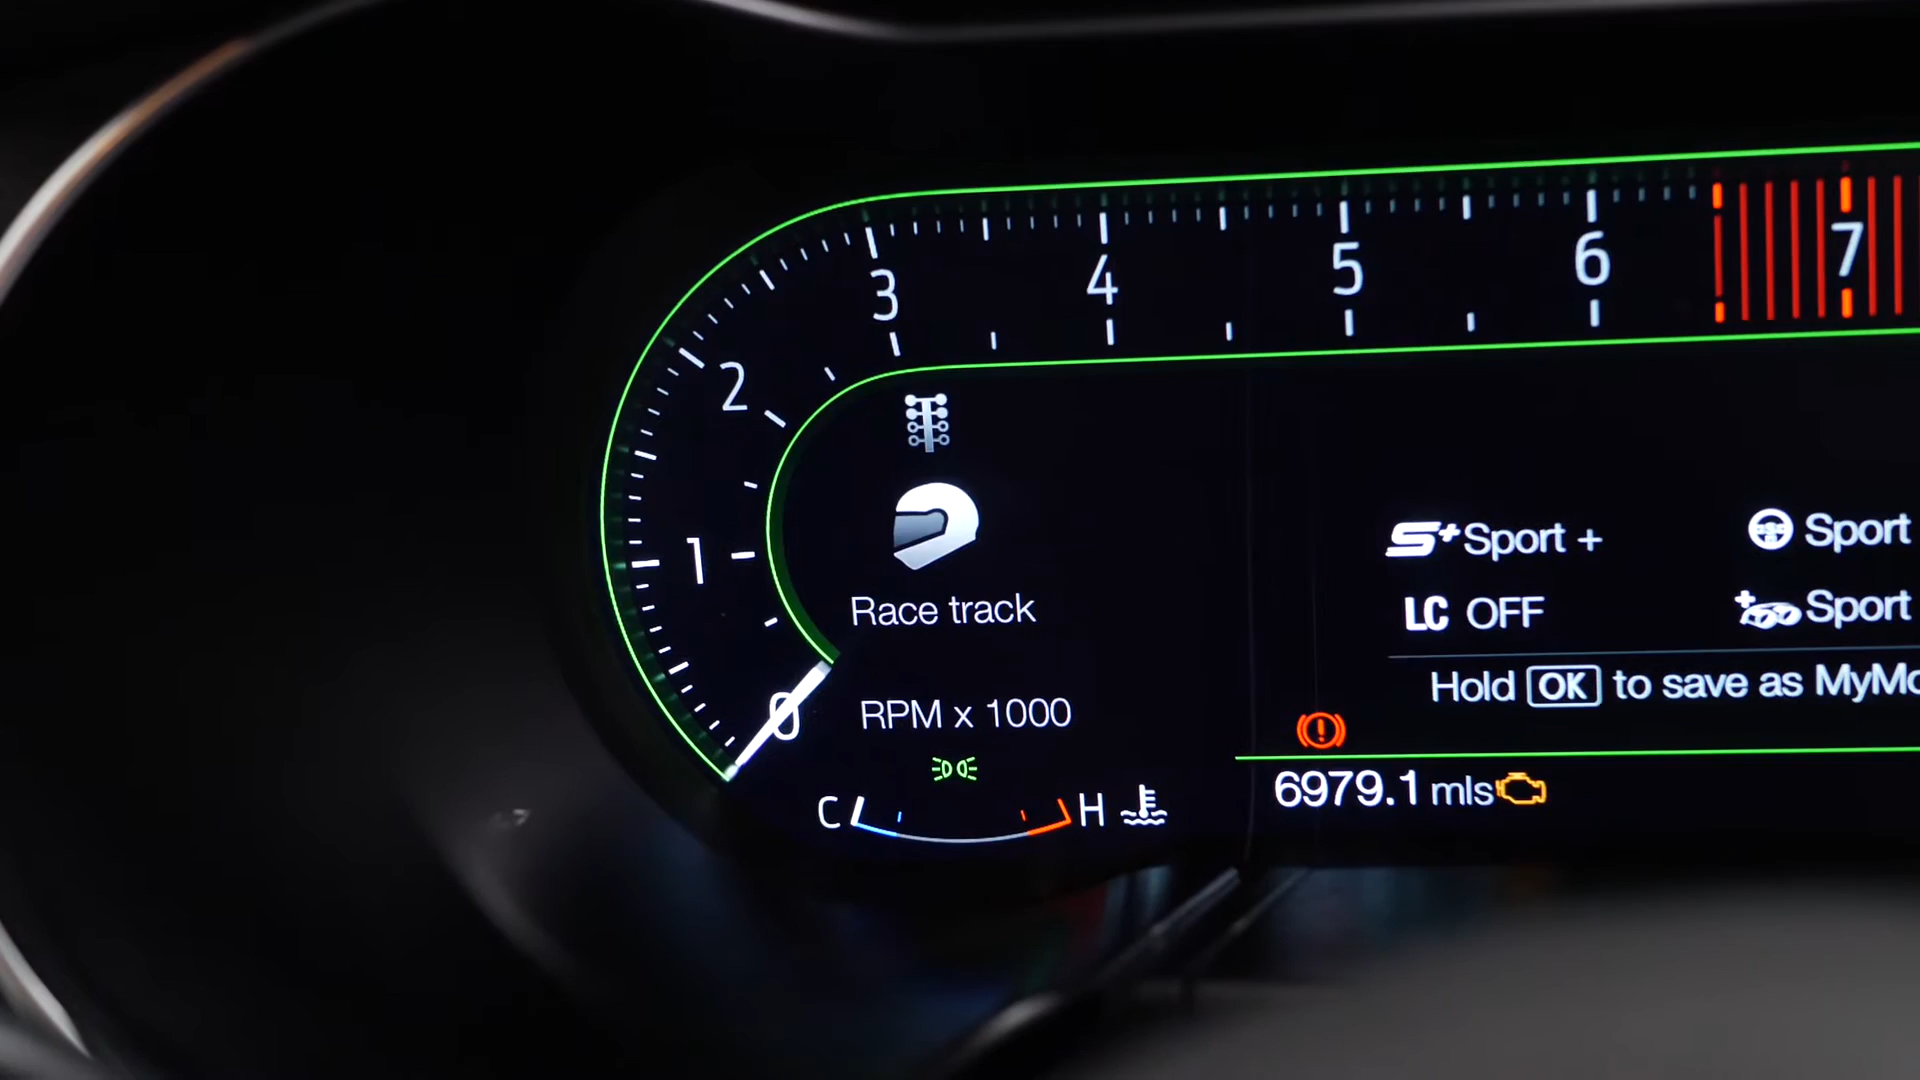 3 4 5 6 7
2
1
0
Race track
RPM x 1000
C H
S+ Sport + Sport
LC OFF Sport
Hold OK to save as MyMo
6979.1 mls